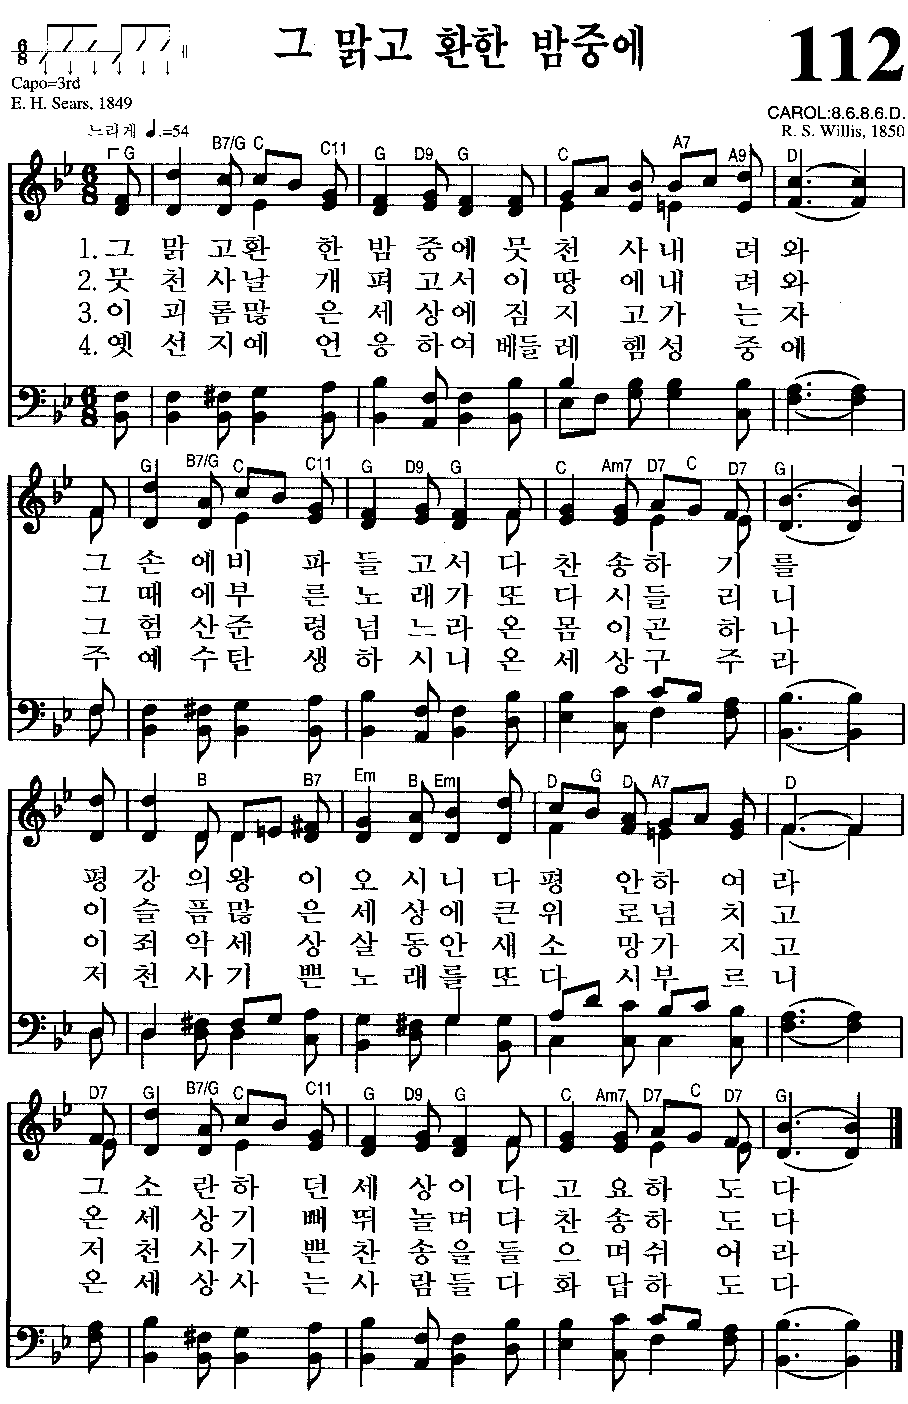 그 맑고 환한 밤중에
112
6/8
Capo=3rd
E. H. Sears, 1849
CAROL:8.6.8.6.D.
R. S. Willis, 1850
느리게 ♩.=54
G B7/G C C11 G D9 G C A7 A9 D
1. 그 맑 고환 한 밤 중에 뭇 천 사내 려 와
2. 뭇 천 사날 개 펴 고서 이 땅 에내 려 와
3. 이 괴 롬많 은 세 상에 짐 지 고가 는 자
4. 옛 선 지예 언 응 하여 베들 레 헴 성 중 에
G B7/G C C11 G D9 G C Am7 D7 C D7 G
그 손 에비 파 들 고서 다 찬 송하 기 를
그 때 에부 른 노 래가 또 다 시들 리 니
그 험 산준 령 넘 느라 온 몸 이곤 하 나
주 예 수탄 생 하 시니 온 세 상구 주 라
B B7 Em B Em D G D A7 D
평 강 의왕 이 오 시니 다 평 안하 여 라
이 슬 픔많 은 세 상에 큰 위 로넘 치 고
이 죄 악세 상 살 동안 새 소 망가 지 고
저 천 사기 쁜 노 래를 또 다 시부 르 니
D7 G B7/G C C11 G D9 G C Am7 D7 C D7 G
그 소 란하 던 세 상이 다 고 요하 도 다
온 세 상기 뻐 뛰 놀며 다 찬 송하 도 다
저 천 사기 쁜 찬 송을 들 으 며쉬 어 라
온 세 상사 는 사 람들 다 화 답하 도 다